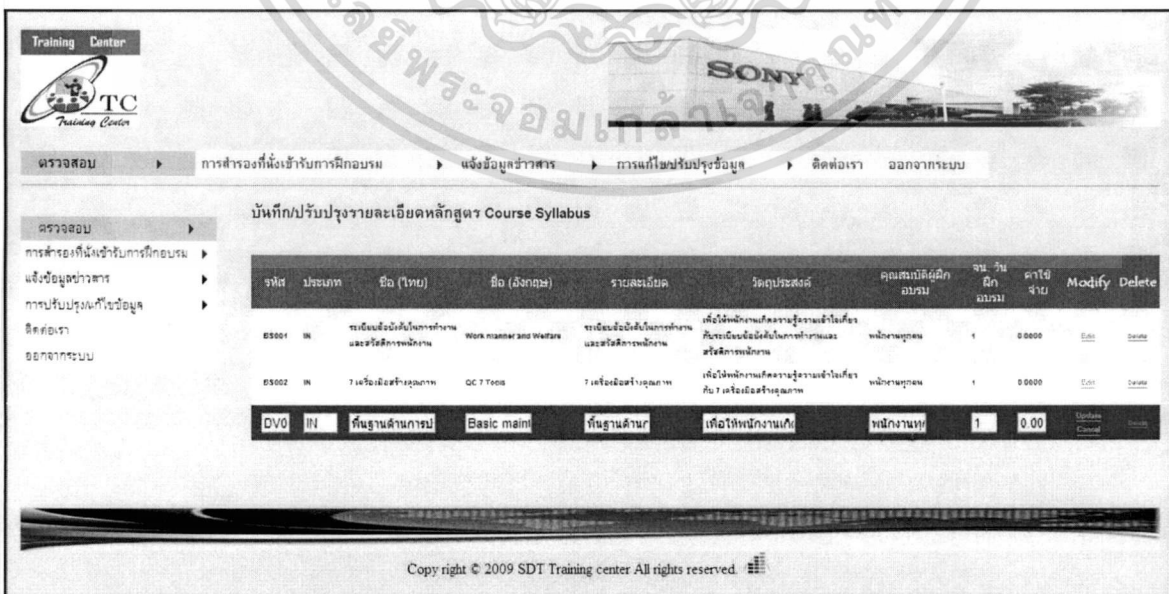 ลยีพระจอมเกล้าเจ้าคุณท
Training Center
TC
Training Center
SONY
ตรวจสอบ
การสำรองที่นั่งเข้ารับการฝึกอบรม
แจ้งข้อมูลข่าวสาร
การแก้ไข/ปรับปรุงข้อมูล
ติดต่อเรา
ออกจากระบบ
ตรวจสอบ
การสำรองที่นั่งเข้ารับการฝึกอบรม
แจ้งข้อมูลข่าวสาร
การปรับปรุง/แก้ไขข้อมูล
ติดต่อเรา
ออกจากระบบ
บันทึก/ปรับปรุงรายละเอียดหลักสูตร Course Syllabus
รหัส ประเภท ชื่อ (ไทย) ชื่อ (อังกฤษ) รายละเอียด วัตถุประสงค์ คุณสมบัติผู้ฝึกอบรม จน. วันฝึกอบรม ค่าใช้จ่าย Modify Delete
BS001 IN ระเบียบข้อบังคับในการทำงานและสวัสดิการพนักงาน Work manner and Welfare ระเบียบข้อบังคับในการทำงานและสวัสดิการพนักงาน เพื่อให้พนักงานเกิดความรู้ความเข้าใจเกี่ยวกับระเบียบข้อบังคับในการทำงานและสวัสดิการพนักงาน พนักงานทุกคน 1 0.0000 Edit Delete
BS002 IN 7 เครื่องมือสร้างคุณภาพ QC 7 Tools 7 เครื่องมือสร้างคุณภาพ เพื่อให้พนักงานเกิดความรู้ความเข้าใจเกี่ยวกับ 7 เครื่องมือสร้างคุณภาพ พนักงานทุกคน 1 0.0000 Edit Delete
DV0 IN พื้นฐานด้านการป Basic maint พื้นฐานด้านก เพื่อให้พนักงานเกิด พนักงานทุก 1 0.00 Update Cancel Delete
Copy right © 2009 SDT Training center All rights reserved.